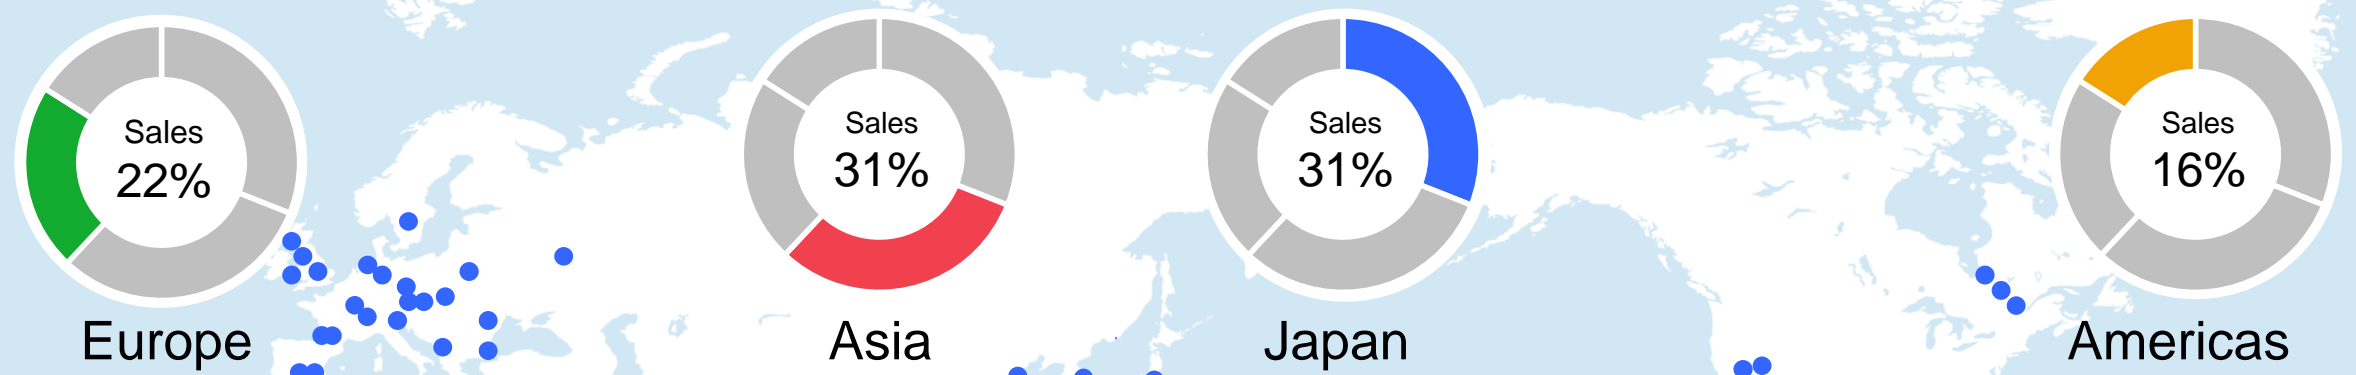 Sales
22%
Europe
Sales
31%
Asia
Sales
31%
Japan
Sales
16%
Americas